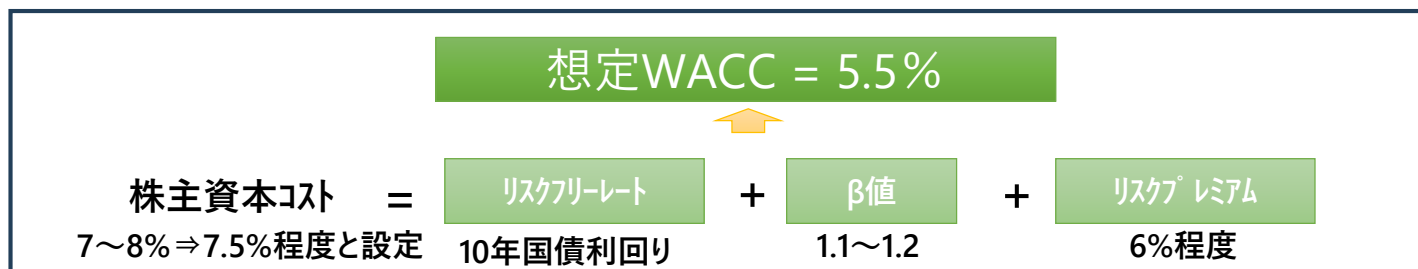 想定WACC = 5.5%
株主資本ｺｽﾄ = ﾘｽｸﾌﾘｰﾚｰﾄ + β値 + ﾘｽｸﾌﾟﾚﾐｱﾑ
7～8%⇒7.5%程度と設定 10年国債利回り 1.1～1.2 6%程度